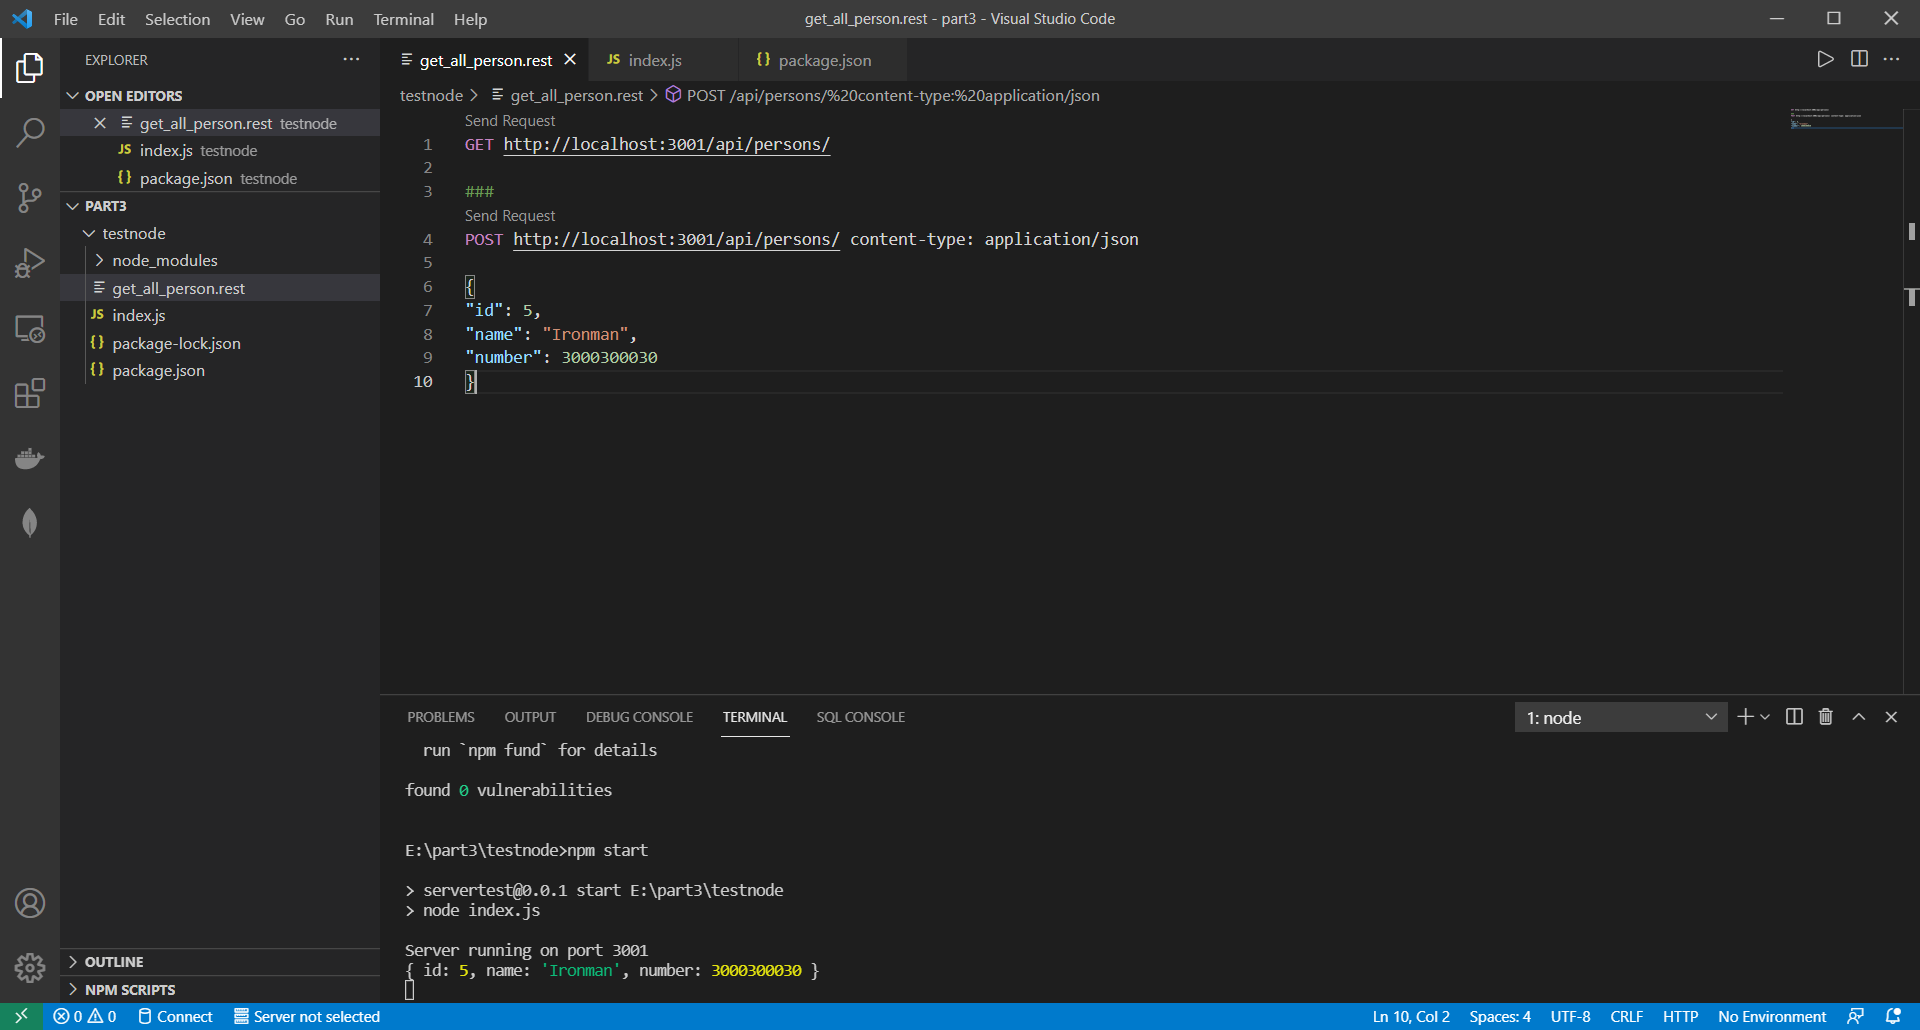 File Edit Selection View Go Run Terminal Help
get_all_person.rest - part3 - Visual Studio Code
EXPLORER
OPEN EDITORS
get_all_person.rest testnode
JS index.js testnode
{} package.json testnode
PART3
testnode
node_modules
get_all_person.rest
JS index.js
{} package-lock.json
{} package.json
OUTLINE
NPM SCRIPTS
get_all_person.rest
JS index.js
{} package.json
testnode > get_all_person.rest > POST /api/persons/%20content-type:%20application/json
Send Request
1 GET http://localhost:3001/api/persons/
2
3 ###
Send Request
4 POST http://localhost:3001/api/persons/ content-type: application/json
5
6 {
7 "id": 5,
8 "name": "Ironman",
9 "number": 3000300030
10 }
PROBLEMS OUTPUT DEBUG CONSOLE TERMINAL SQL CONSOLE
1: node
run `npm fund` for details
found 0 vulnerabilities
E:\part3\testnode>npm start
> servertest@0.0.1 start E:\part3\testnode
> node index.js
Server running on port 3001
{ id: 5, name: 'Ironman', number: 3000300030 }
0 0 Connect Server not selected
Ln 10, Col 2 Spaces: 4 UTF-8 CRLF HTTP No Environment